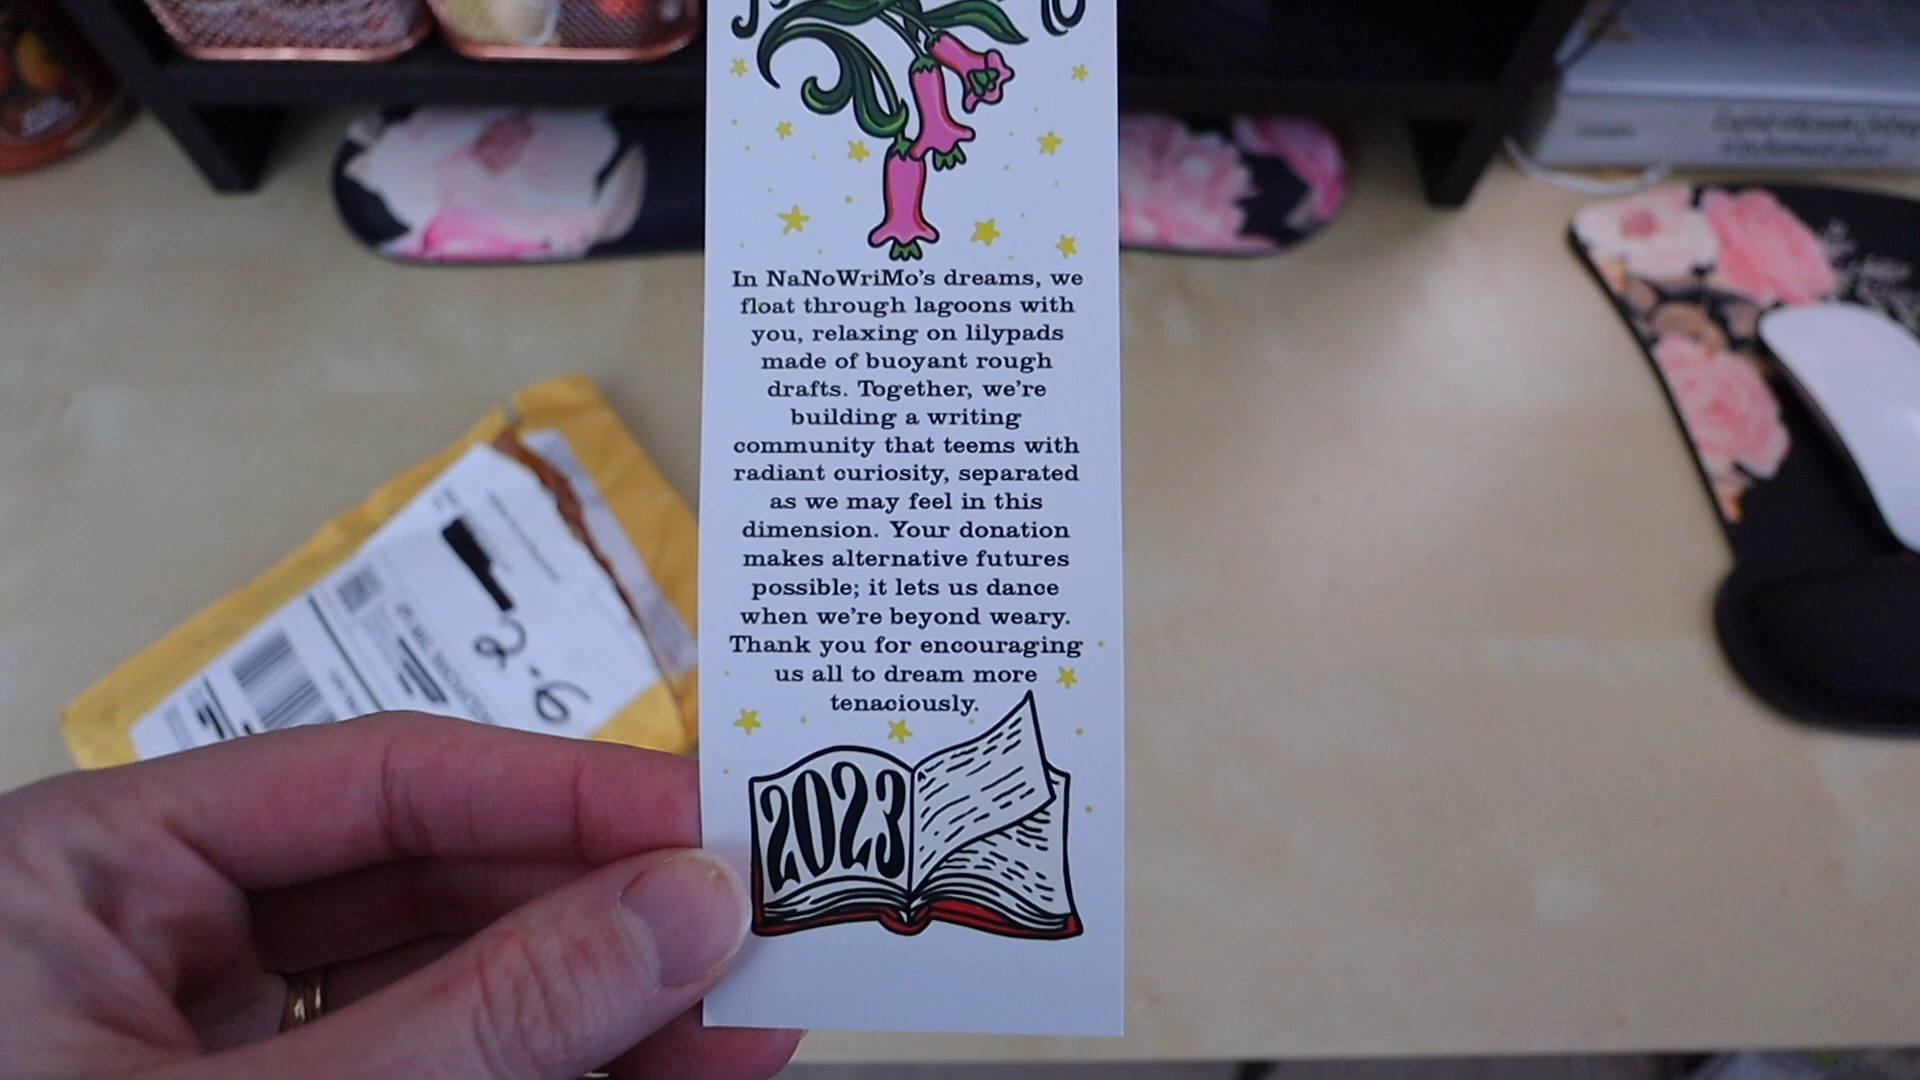 In NaNoWriMo's dreams, we
float through lagoons with
you, relaxing on lilypads
made of buoyant rough
drafts. Together, we're
building a writing
community that teems with
radiant curiosity, separated
as we may feel in this
dimension. Your donation
makes alternative futures
possible; it lets us dance
when we're beyond weary.
Thank you for encouraging
us all to dream more
tenaciously.
2023